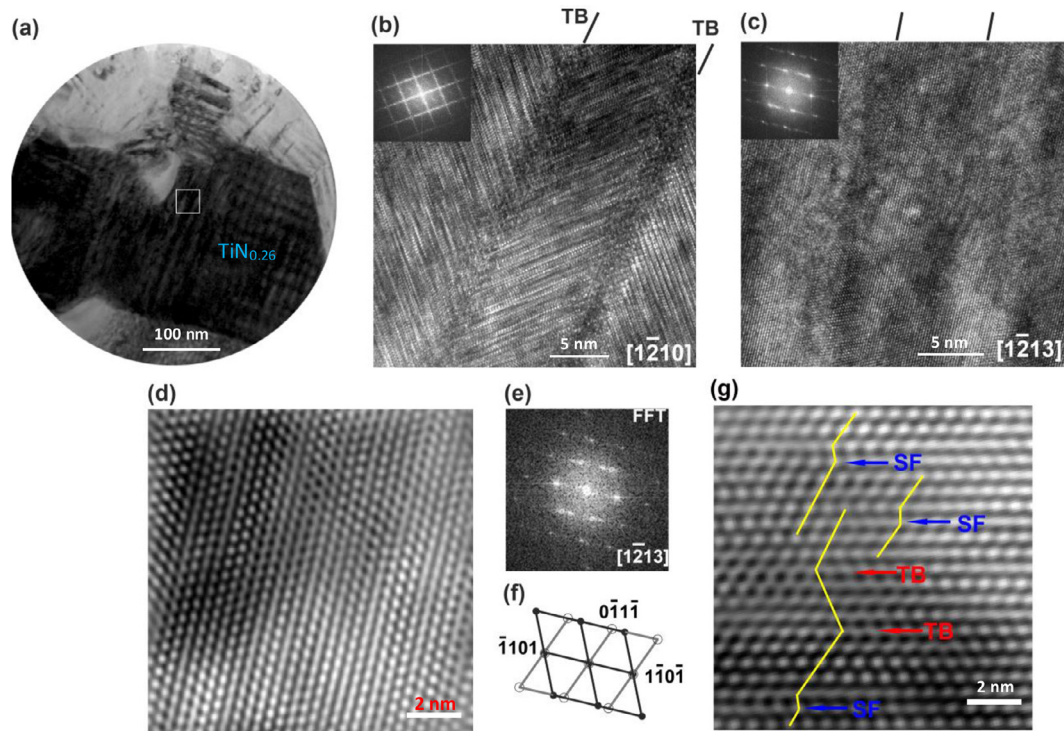 (a)
TiN0.26
100 nm
(b)
TB
TB
5 nm
[12̅10]
(c)
5 nm
[12̅13]
(d)
2 nm
(e)
FFT
[12̅13]
(f)
01̅11̅
1̅101
11̅01̅
(g)
SF
SF
TB
TB
SF
2 nm